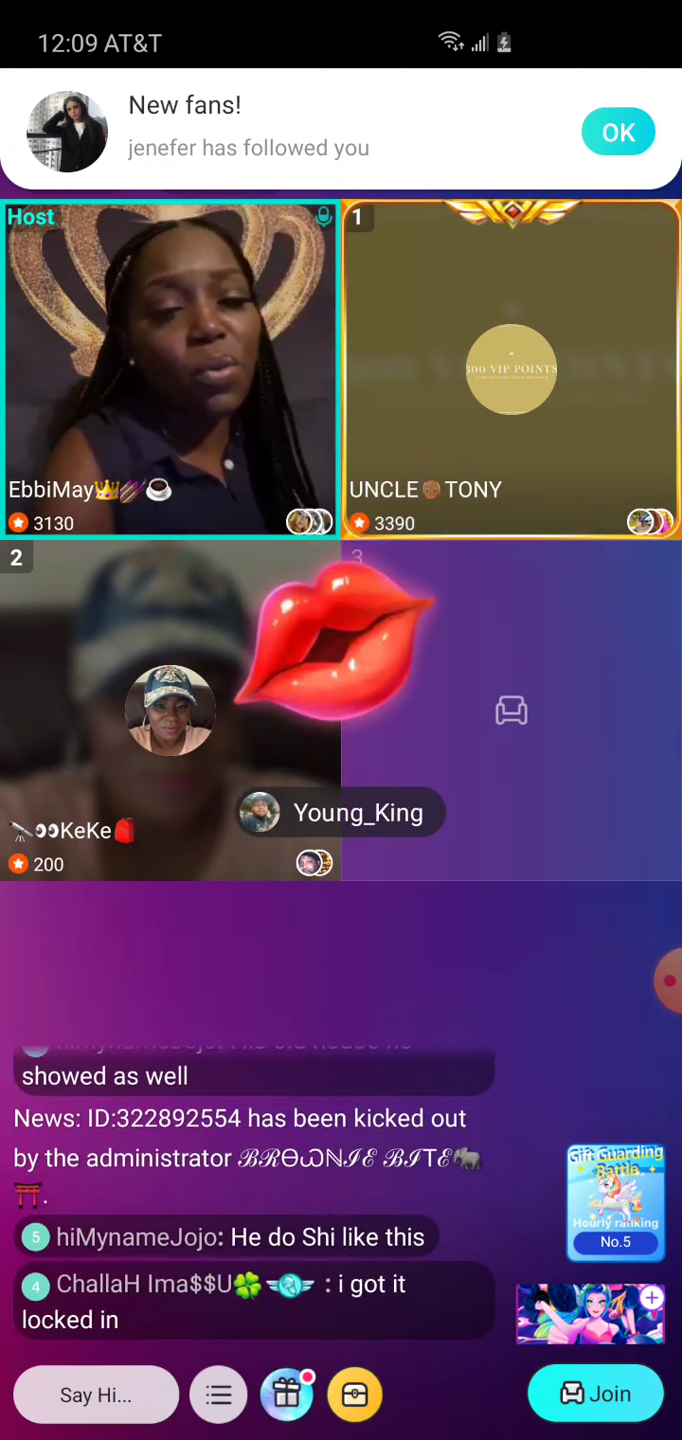 12:09 AT&T
New fans!
jenefer has followed you
OK
Host
1
300 VIP POINTS
EbbiMay👑💅🏾☕
3130
UNCLE👴🏾TONY
3390
2
3
🔭👀KeKe🎒
200
Young_King
showed as well
News: ID:322892554 has been kicked out
by the administrator ℬℛϴᏇℕℐℰ ℬℐTℰ🐘
⛩️.
5 hiMynameJojo: He do Shi like this
4 ChallaH Ima$$U🍀 : i got it
locked in
Gift Guarding
Battle
Hourly ranking
No.5
Say Hi...
Join